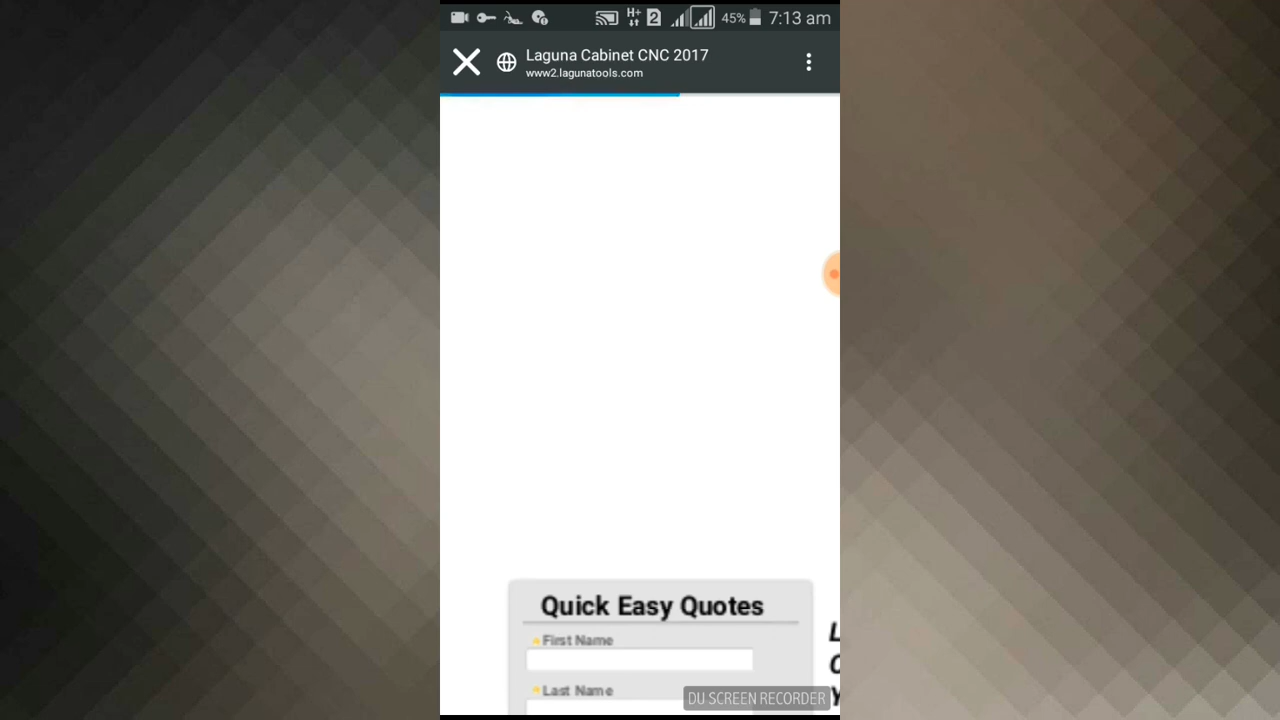 H+ 2 45% 7:13 am
Laguna Cabinet CNC 2017
www2.lagunatools.com
Quick Easy Quotes
*First Name
*Last Name
DU SCREEN RECORDER